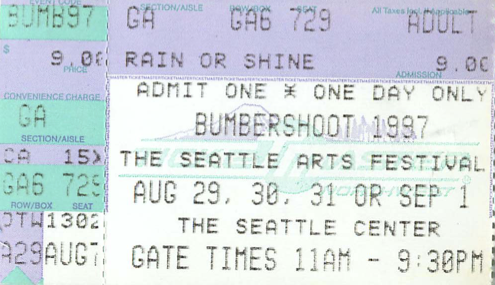 EVENT CODE SECTION/AISLE ROW/BOX SEAT All Taxes Incl. If Applicable
BUMB97 GA GA6 729 ADULT
$ 9.00 RAIN OR SHINE 9.00
PRICE ADMISSION
ADMIT ONE * ONE DAY ONLY
CONVENIENCE CHARGE
GA BUMBERSHOOT 1997
SECTION/AISLE
CA 15X THE SEATTLE ARTS FESTIVAL
GA6 729 AUG 29, 30, 31 OR SEP 1
ROW/BOX SEAT
1302 THE SEATTLE CENTER
A29AUG7 GATE TIMES 11AM - 9:30PM